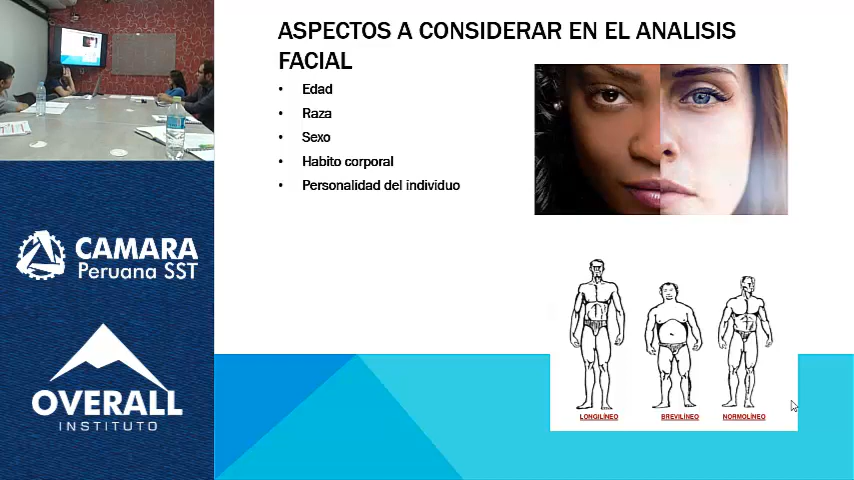 ASPECTOS A CONSIDERAR EN EL ANALISIS
FACIAL
• Edad
• Raza
• Sexo
• Habito corporal
• Personalidad del individuo
LONGILÍNEO
BREVILÍNEO
NORMOLÍNEO
CAMARA
Peruana SST
OVERALL
INSTITUTO